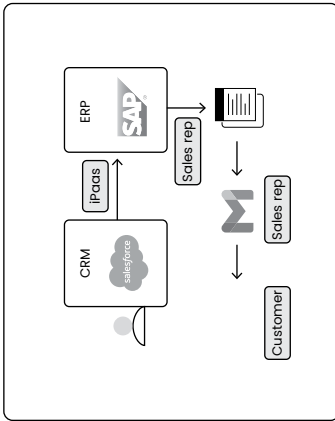 CRM
salesforce
iPaas
ERP
SAP
Sales rep
Sales rep
Customer